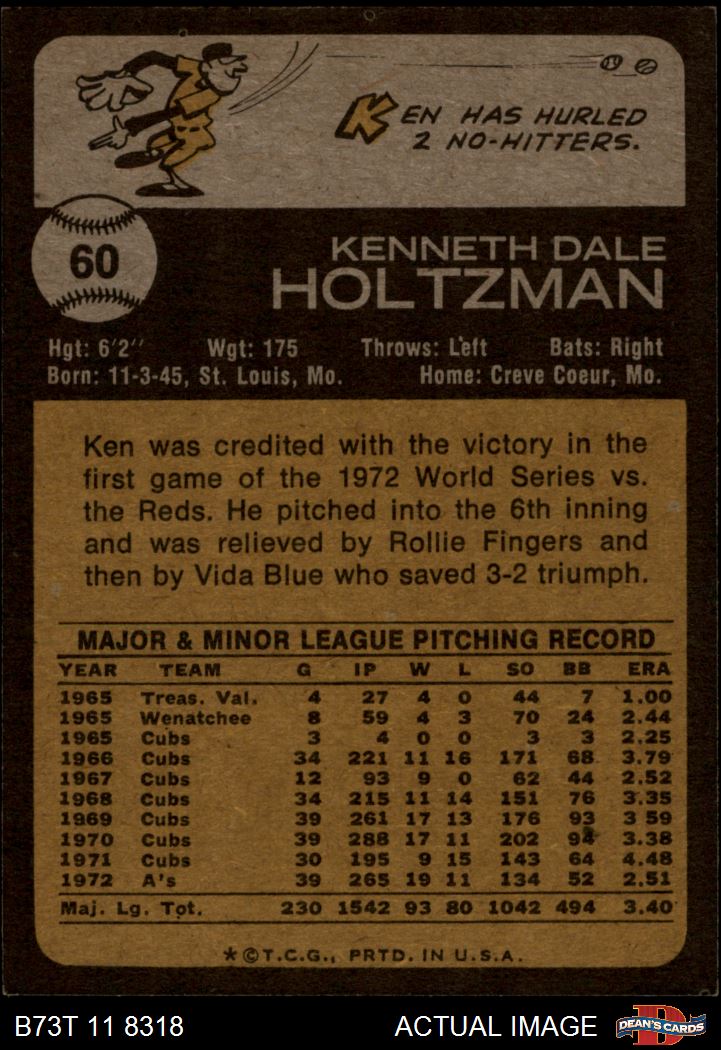 KEN HAS HURLED
2 NO-HITTERS.
60
KENNETH DALE
HOLTZMAN
Hgt: 6'2" Wgt: 175 Throws: Left Bats: Right
Born: 11-3-45, St. Louis, Mo. Home: Creve Coeur, Mo.
Ken was credited with the victory in the
first game of the 1972 World Series vs.
the Reds. He pitched into the 6th inning
and was relieved by Rollie Fingers and
then by Vida Blue who saved 3-2 triumph.
MAJOR & MINOR LEAGUE PITCHING RECORD
YEAR TEAM G IP W L SO BB ERA
1965 Treas. Val. 4 27 4 0 44 7 1.00
1965 Wenatchee 8 59 4 3 70 24 2.44
1965 Cubs 3 4 0 0 3 3 2.25
1966 Cubs 34 221 11 16 171 68 3.79
1967 Cubs 12 93 9 0 62 44 2.52
1968 Cubs 34 215 11 14 151 76 3.35
1969 Cubs 39 261 17 13 176 93 3 59
1970 Cubs 39 288 17 11 202 94 3.38
1971 Cubs 30 195 9 15 143 64 4.48
1972 A's 39 265 19 11 134 52 2.51
Maj. Lg. Tot. 230 1542 93 80 1042 494 3.40
*©T.C.G., PRTD. IN U.S.A.
B73T 11 8318 ACTUAL IMAGE DEAN'S CARDS